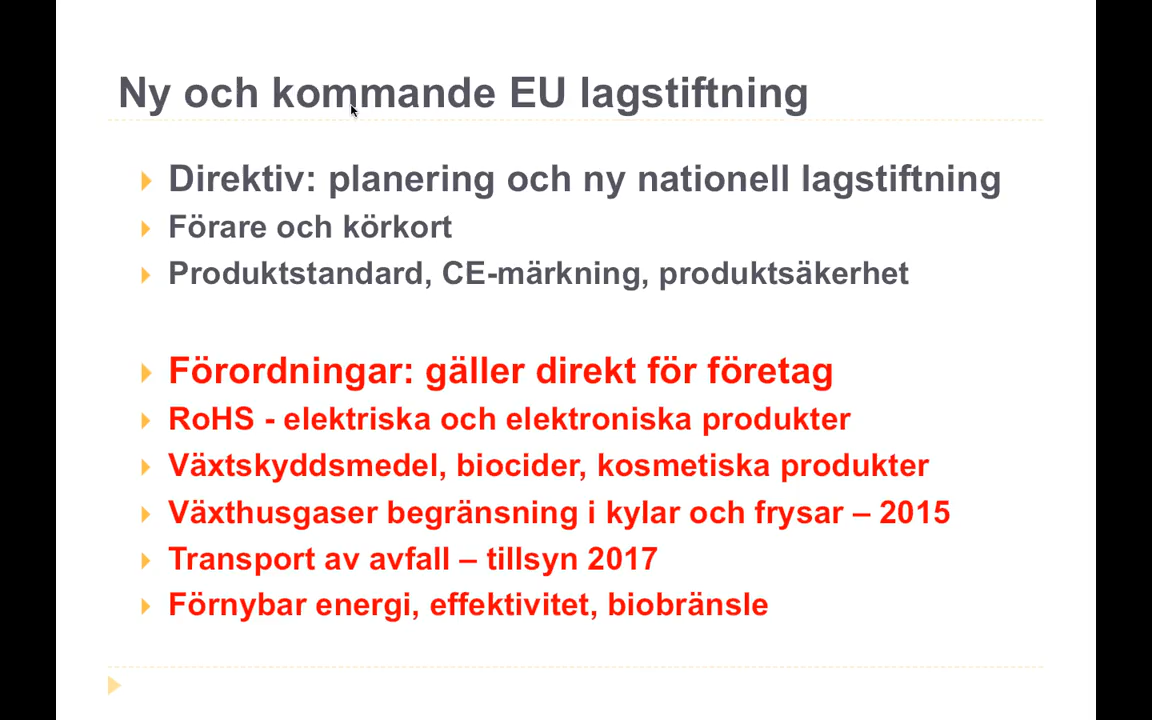 Ny och kommande EU lagstiftning
Direktiv: planering och ny nationell lagstiftning
Förare och körkort
Produktstandard, CE-märkning, produktsäkerhet
Förordningar: gäller direkt för företag
RoHS - elektriska och elektroniska produkter
Växtskyddsmedel, biocider, kosmetiska produkter
Växthusgaser begränsning i kylar och frysar – 2015
Transport av avfall – tillsyn 2017
Förnybar energi, effektivitet, biobränsle